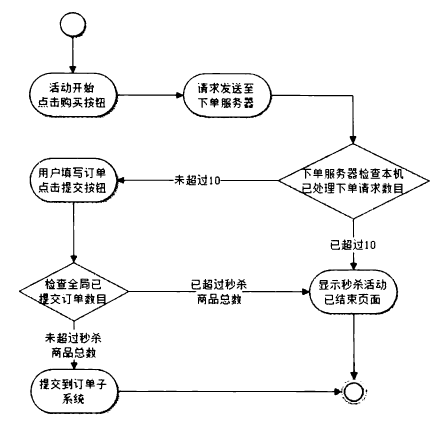 活动开始
点击购买按钮
请求发送至
下单服务器
用户填写订单
点击提交按钮
未超过10
下单服务器检查本机
已处理下单请求数目
已超过10
检查全局已
提交订单数目
已超过秒杀
商品总数
显示秒杀活动
已结束页面
未超过秒杀
商品总数
提交到订单子
系统